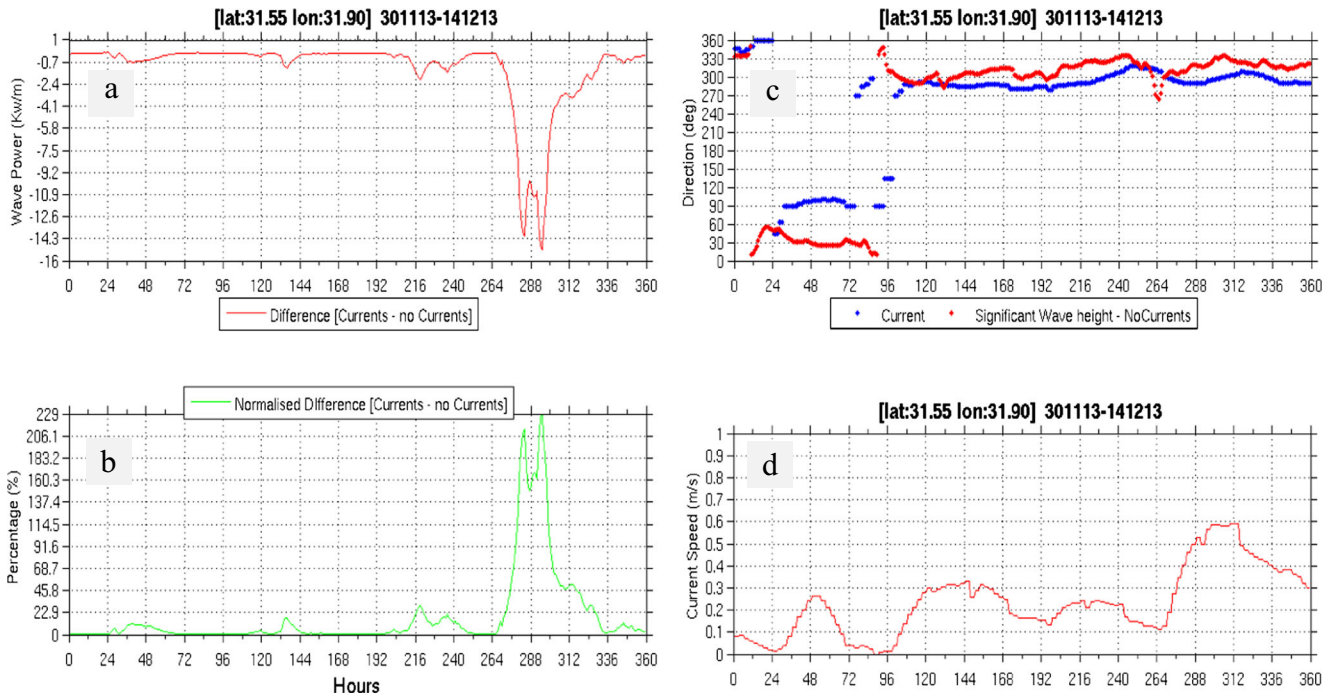 [lat:31.55 lon:31.90] 301113-141213
a
Wave Power (Kw/m)
1
-0.7
-2.4
-4.1
-5.8
-7.5
-9.2
-10.9
-12.6
-14.3
-16
0 24 48 72 96 120 144 168 192 216 240 264 288 312 336 360
Difference [Currents - no Currents]
[lat:31.55 lon:31.90] 301113-141213
c
Direction (deg)
360
330
300
270
240
210
180
150
120
90
60
30
0
0 24 48 72 96 120 144 168 192 216 240 264 288 312 336 360
Current Significant Wave height - NoCurrents
Normalised DIfference [Currents - no Currents]
b
Percentage (%)
229
206.1
183.2
160.3
137.4
114.5
91.6
68.7
45.8
22.9
0
0 24 48 72 96 120 144 168 192 216 240 264 288 312 336 360
Hours
[lat:31.55 lon:31.90] 301113-141213
d
Current Speed (m/s)
1
0.9
0.8
0.7
0.6
0.5
0.4
0.3
0.2
0.1
0
0 24 48 72 96 120 144 168 192 216 240 264 288 312 336 360